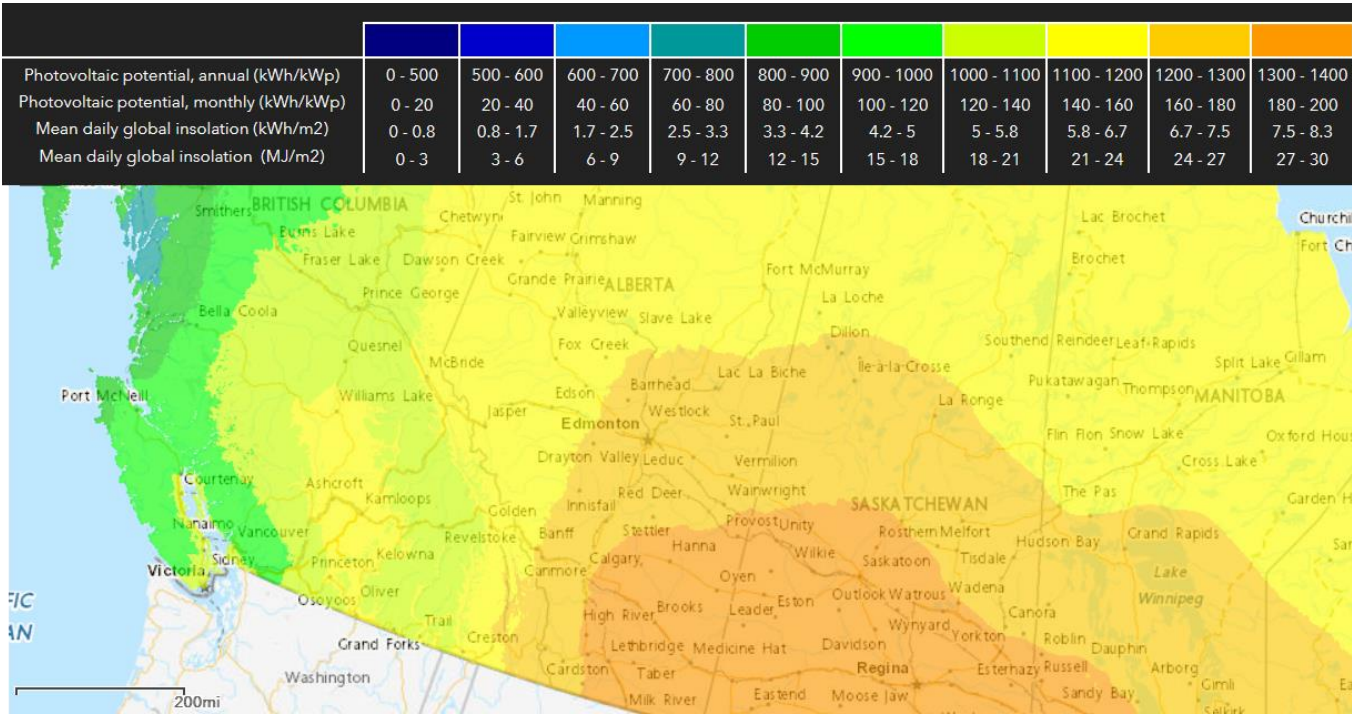 Photovoltaic potential, annual (kWh/kWp) 0 - 500 500 - 600 600 - 700 700 - 800 800 - 900 900 - 1000 1000 - 1100 1100 - 1200 1200 - 1300 1300 - 1400
Photovoltaic potential, monthly (kWh/kWp) 0 - 20 20 - 40 40 - 60 60 - 80 80 - 100 100 - 120 120 - 140 140 - 160 160 - 180 180 - 200
Mean daily global insolation (kWh/m2) 0 - 0.8 0.8 - 1.7 1.7 - 2.5 2.5 - 3.3 3.3 - 4.2 4.2 - 5 5 - 5.8 5.8 - 6.7 6.7 - 7.5 7.5 - 8.3
Mean daily global insolation (MJ/m2) 0 - 3 3 - 6 6 - 9 9 - 12 12 - 15 15 - 18 18 - 21 21 - 24 24 - 27 27 - 30
St. John Manning
Smithers BRITISH COLUMBIA Chetwyn Lac Brochet Churchi
Burns Lake Fairview Grimshaw Fort Ch
Fraser Lake Dawson Creek Brochet
Grande Prairie ALBERTA Fort McMurray
Prince George La Loche
Bella Coola Valleyview Slave Lake
Quesnel Fox Creek Dillon Southend Reindeer Leaf Rapids
McBride Lac La Biche Île-à-la-Crosse Split Lake Gillam
Port McNeill Williams Lake Edson Barrhead Pukatawagan Thompson MANITOBA
Jasper Westlock La Ronge
Edmonton St. Paul Flin Flon Snow Lake Oxford Hous
Drayton Valley Leduc Vermilion Cross Lake
Courtenay Ashcroft Red Deer Wainwright The Pas
Kamloops Innisfail SASKATCHEWAN Garden H
Golden
Nanaimo Vancouver Revelstoke Banff Stettler Provost Unity Rosthern Melfort Hudson Bay Grand Rapids
Hanna Wilkie Sar
Sidney Princeton Kelowna Calgary Saskatoon Tisdale
Victoria Canmore Oyen Lake
Osoyoos Oliver Outlook Watrous Wadena Winnipeg
FIC High River Brooks Leader Eston Canora
AN Trail Wynyard
Grand Forks Creston Lethbridge Medicine Hat Davidson Yorkton Roblin Dauphin
Washington Cardston Taber Regina Esterhazy Russell Arborg
Gimli
200mi Milk River Eastend Moose Jaw Sandy Bay
Selkirk